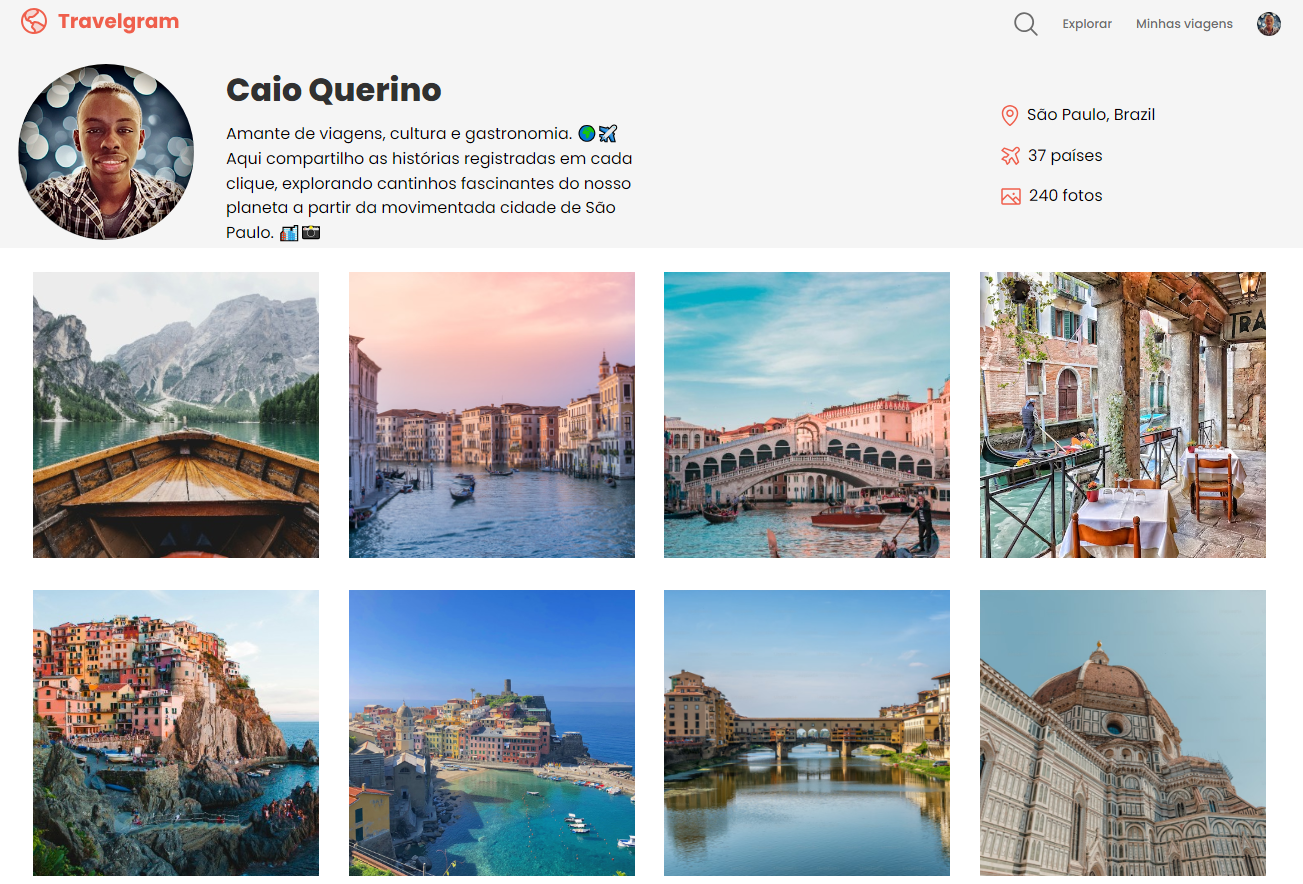 Travelgram
Explorar
Minhas viagens
Caio Querino
Amante de viagens, cultura e gastronomia. 🌍✈️
Aqui compartilho as histórias registradas em cada
clique, explorando cantinhos fascinantes do nosso
planeta a partir da movimentada cidade de São
Paulo. 🏙️📸
São Paulo, Brazil
37 países
240 fotos
TRA